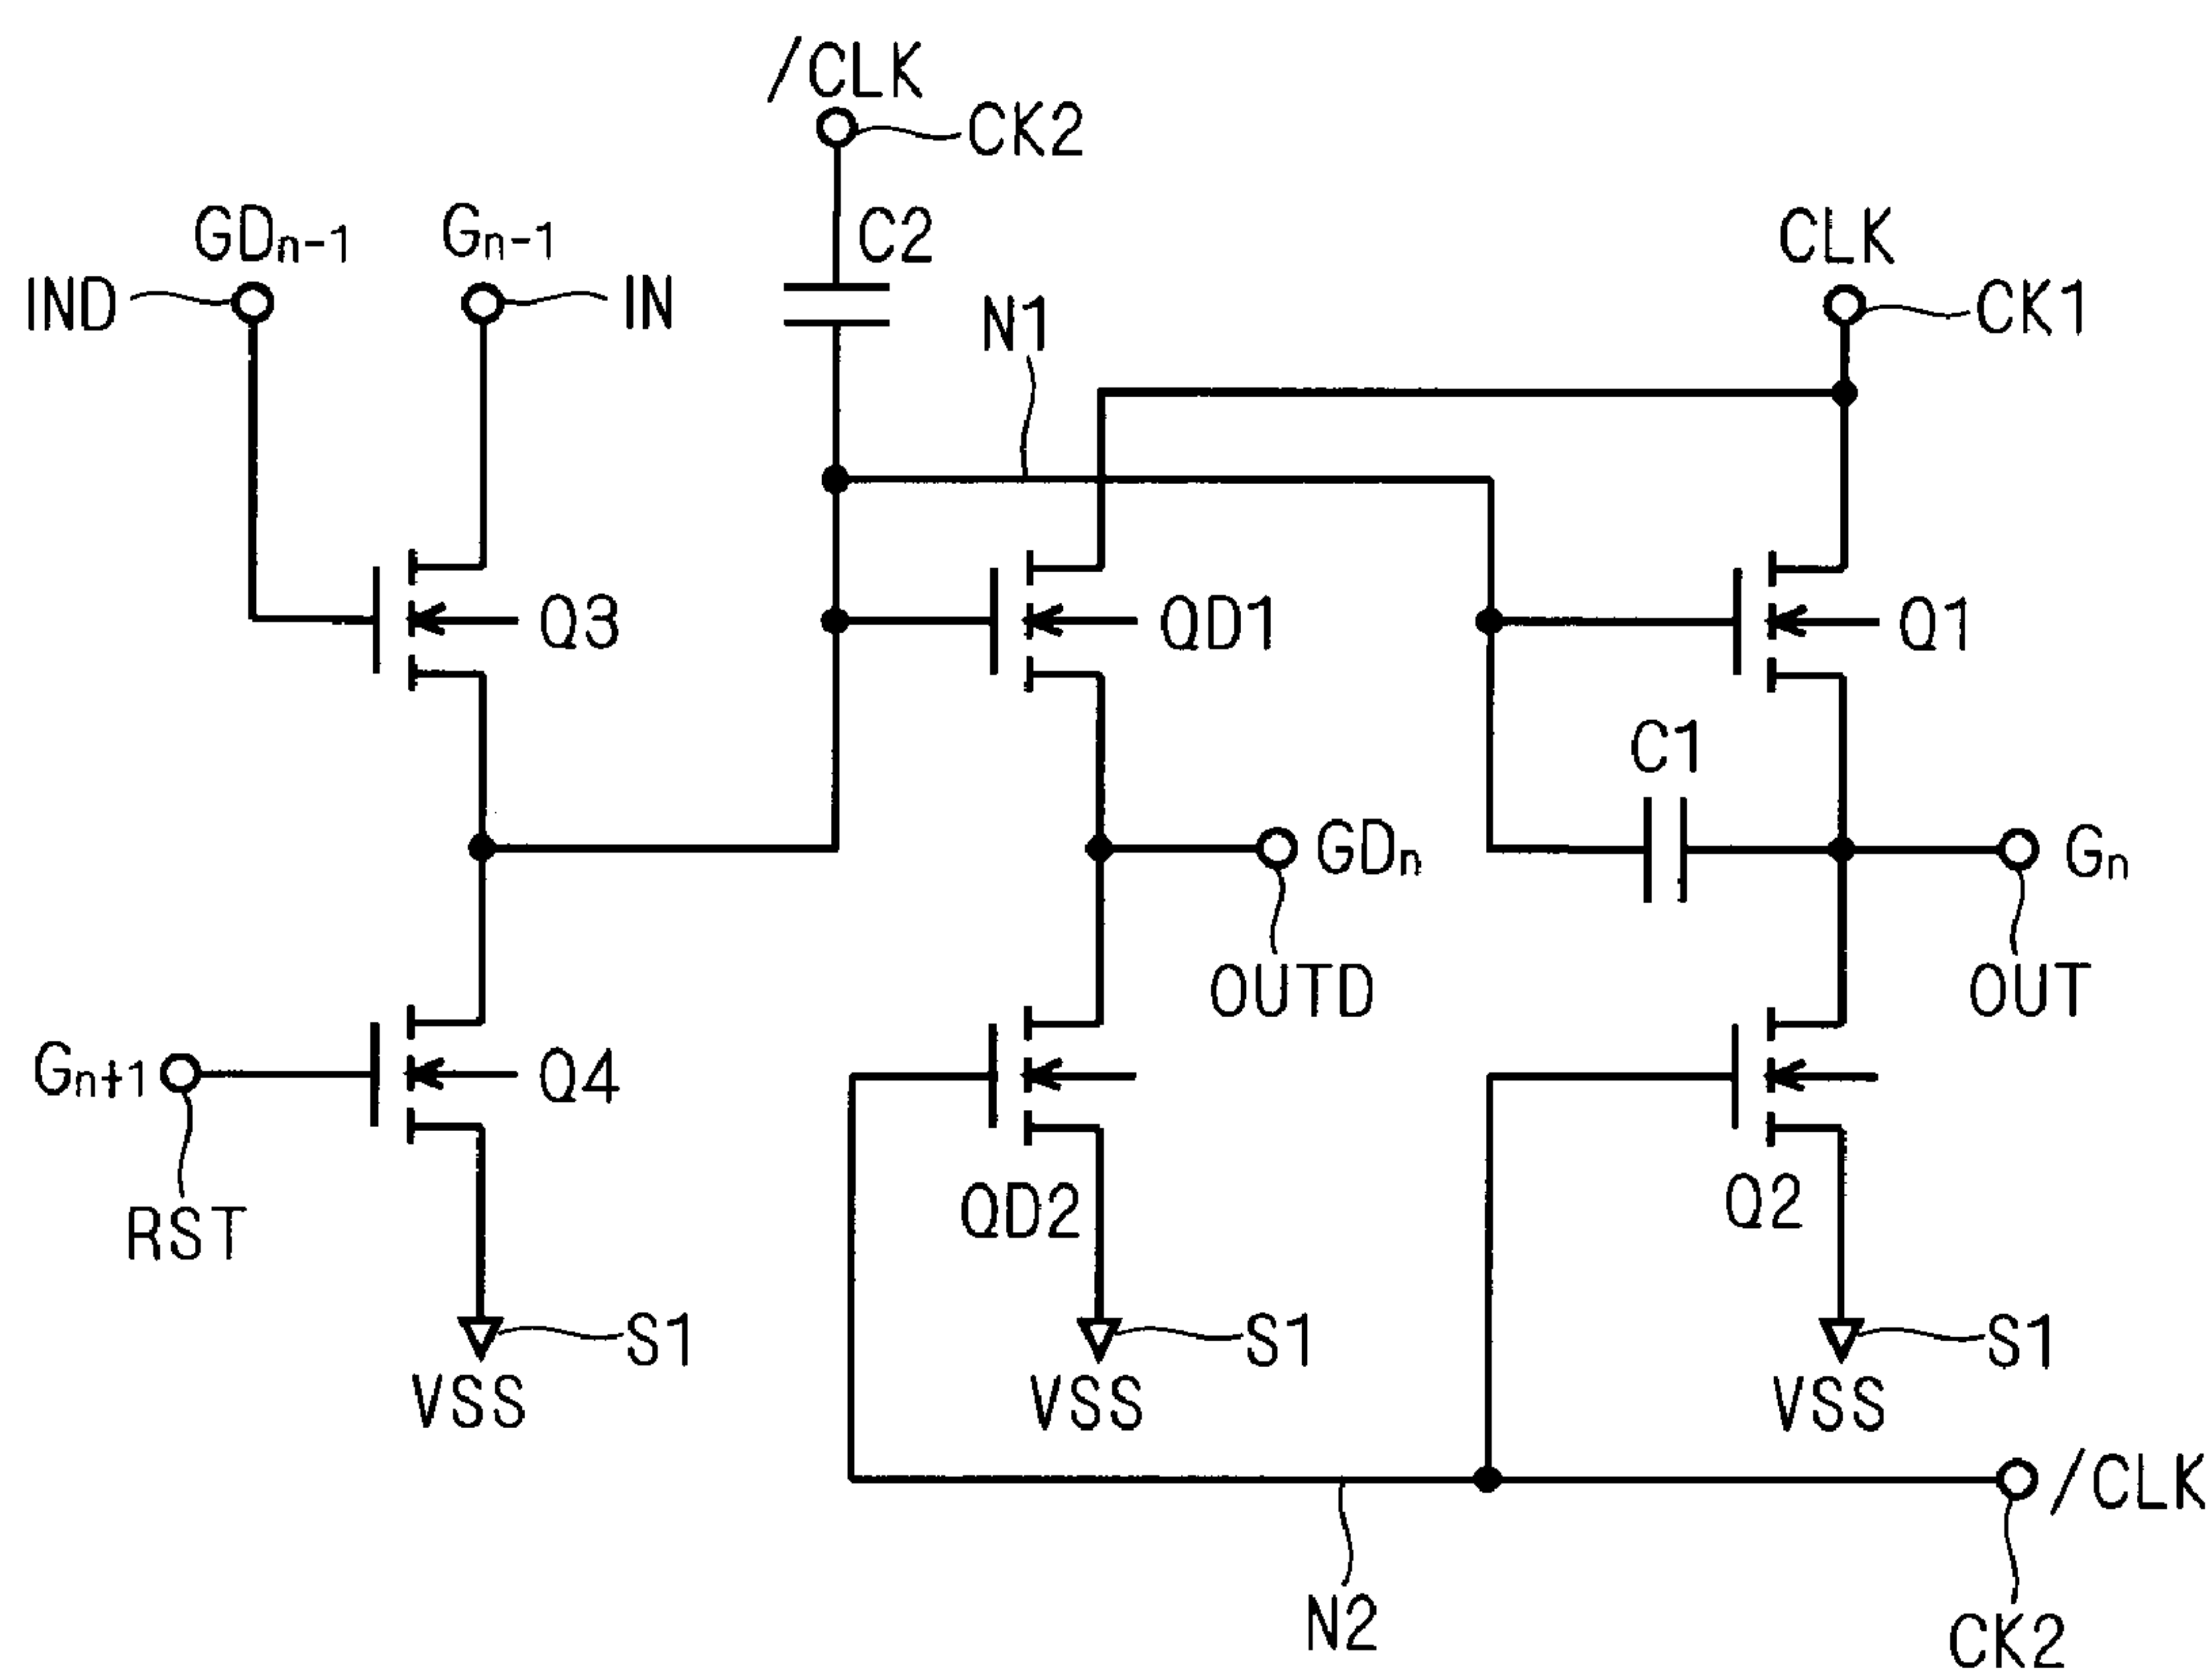 /CLK
CK2
C2
GDn-1
Gn-1
CLK
IND
IN
N1
CK1
Q3
QD1
Q1
C1
GDn
Gn
OUTD
OUT
Gn+1
Q4
RST
QD2
Q2
S1
S1
S1
VSS
VSS
VSS
/CLK
N2
CK2